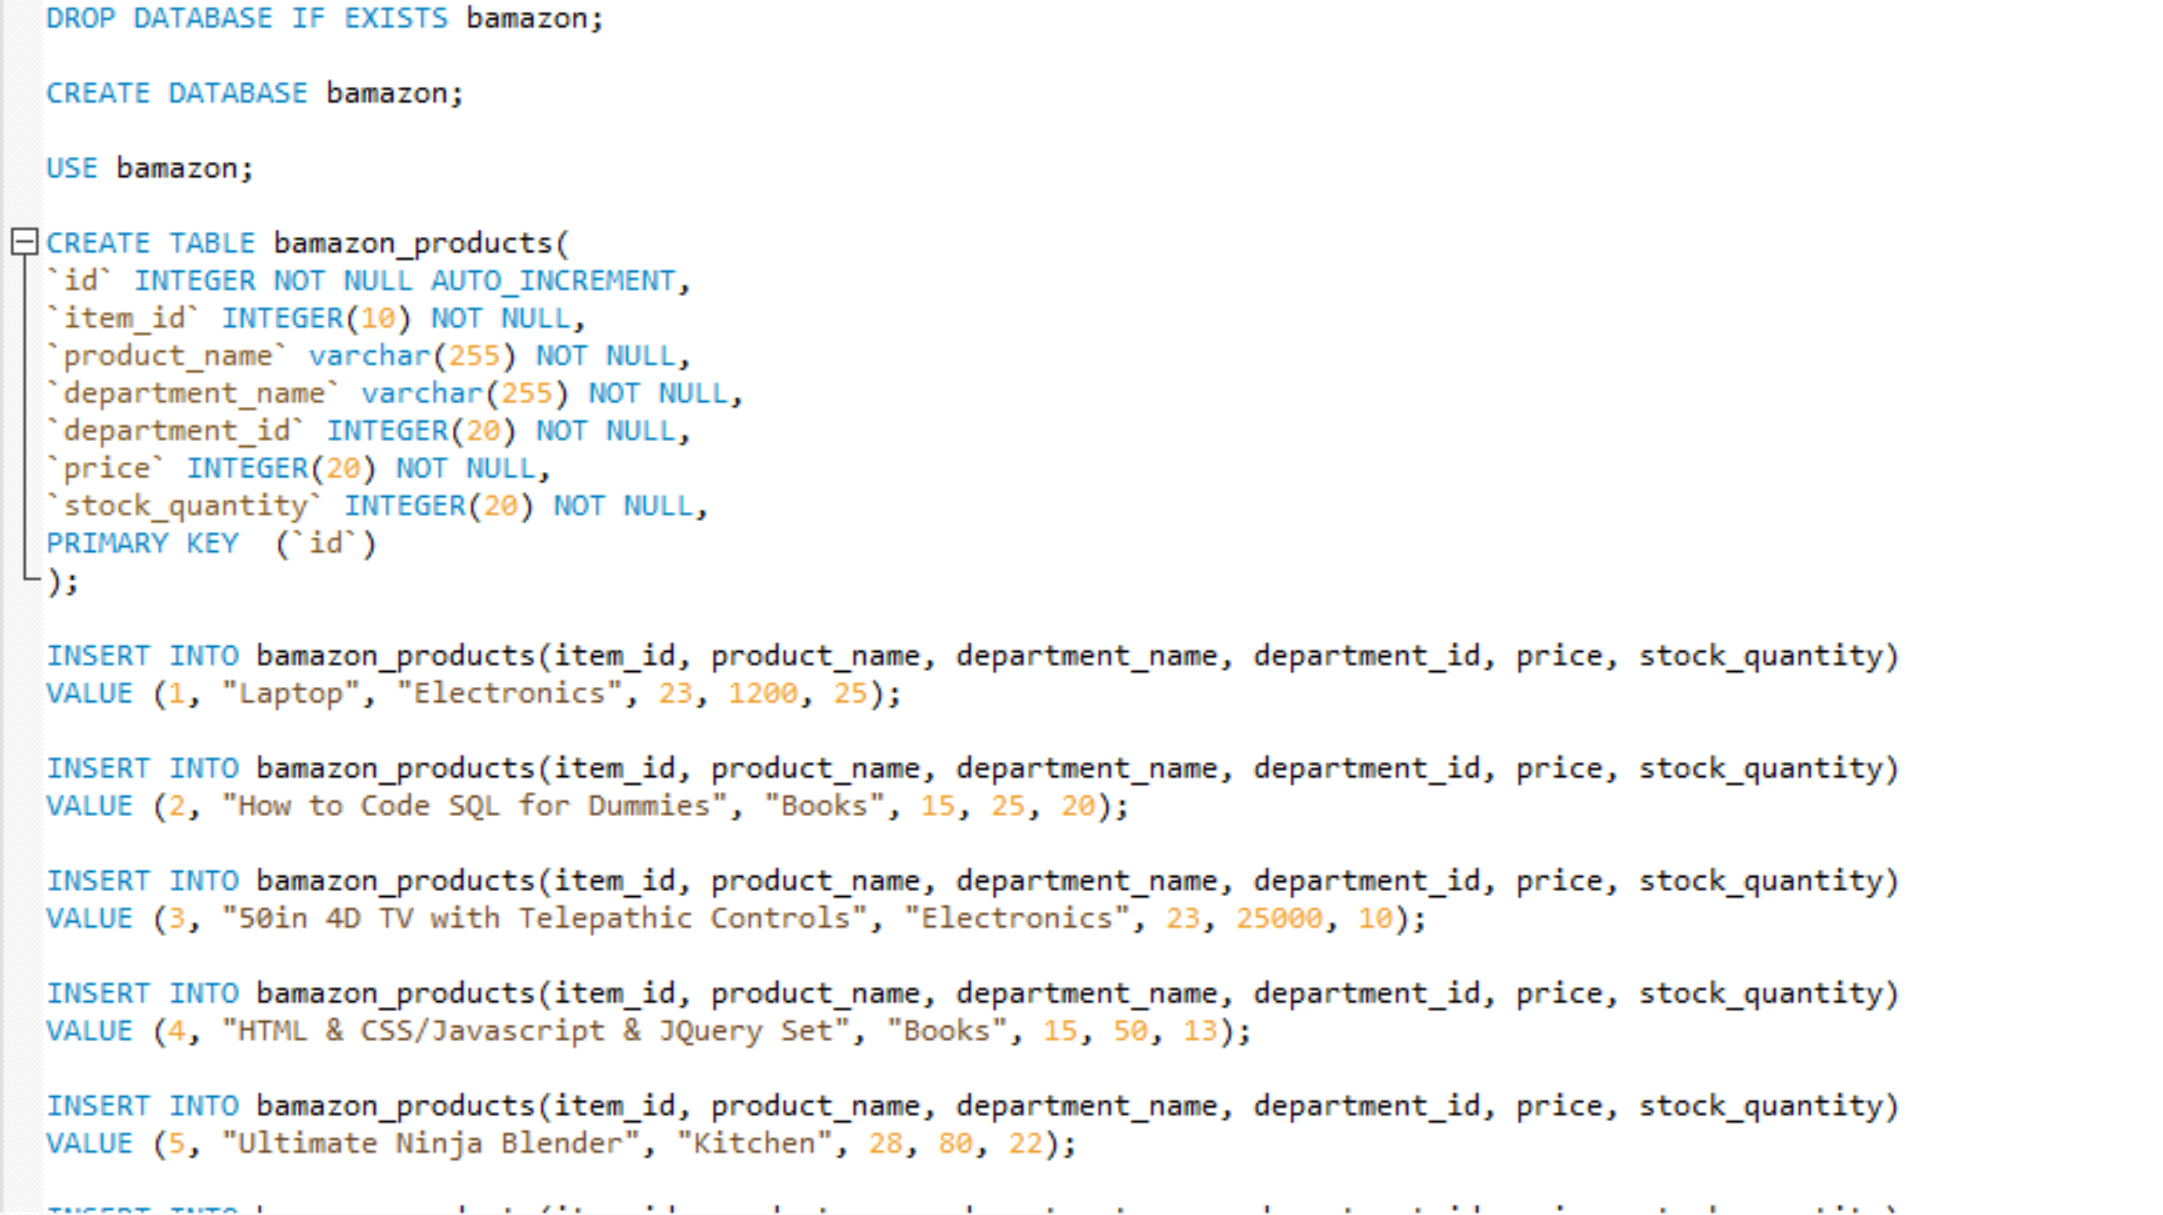 DROP DATABASE IF EXISTS bamazon;
CREATE DATABASE bamazon;
USE bamazon;
CREATE TABLE bamazon_products(
`id` INTEGER NOT NULL AUTO_INCREMENT,
`item_id` INTEGER(10) NOT NULL,
`product_name` varchar(255) NOT NULL,
`department_name` varchar(255) NOT NULL,
`department_id` INTEGER(20) NOT NULL,
`price` INTEGER(20) NOT NULL,
`stock_quantity` INTEGER(20) NOT NULL,
PRIMARY KEY  (`id`)
);
INSERT INTO bamazon_products(item_id, product_name, department_name, department_id, price, stock_quantity)
VALUE (1, "Laptop", "Electronics", 23, 1200, 25);
INSERT INTO bamazon_products(item_id, product_name, department_name, department_id, price, stock_quantity)
VALUE (2, "How to Code SQL for Dummies", "Books", 15, 25, 20);
INSERT INTO bamazon_products(item_id, product_name, department_name, department_id, price, stock_quantity)
VALUE (3, "50in 4D TV with Telepathic Controls", "Electronics", 23, 25000, 10);
INSERT INTO bamazon_products(item_id, product_name, department_name, department_id, price, stock_quantity)
VALUE (4, "HTML & CSS/Javascript & JQuery Set", "Books", 15, 50, 13);
INSERT INTO bamazon_products(item_id, product_name, department_name, department_id, price, stock_quantity)
VALUE (5, "Ultimate Ninja Blender", "Kitchen", 28, 80, 22);